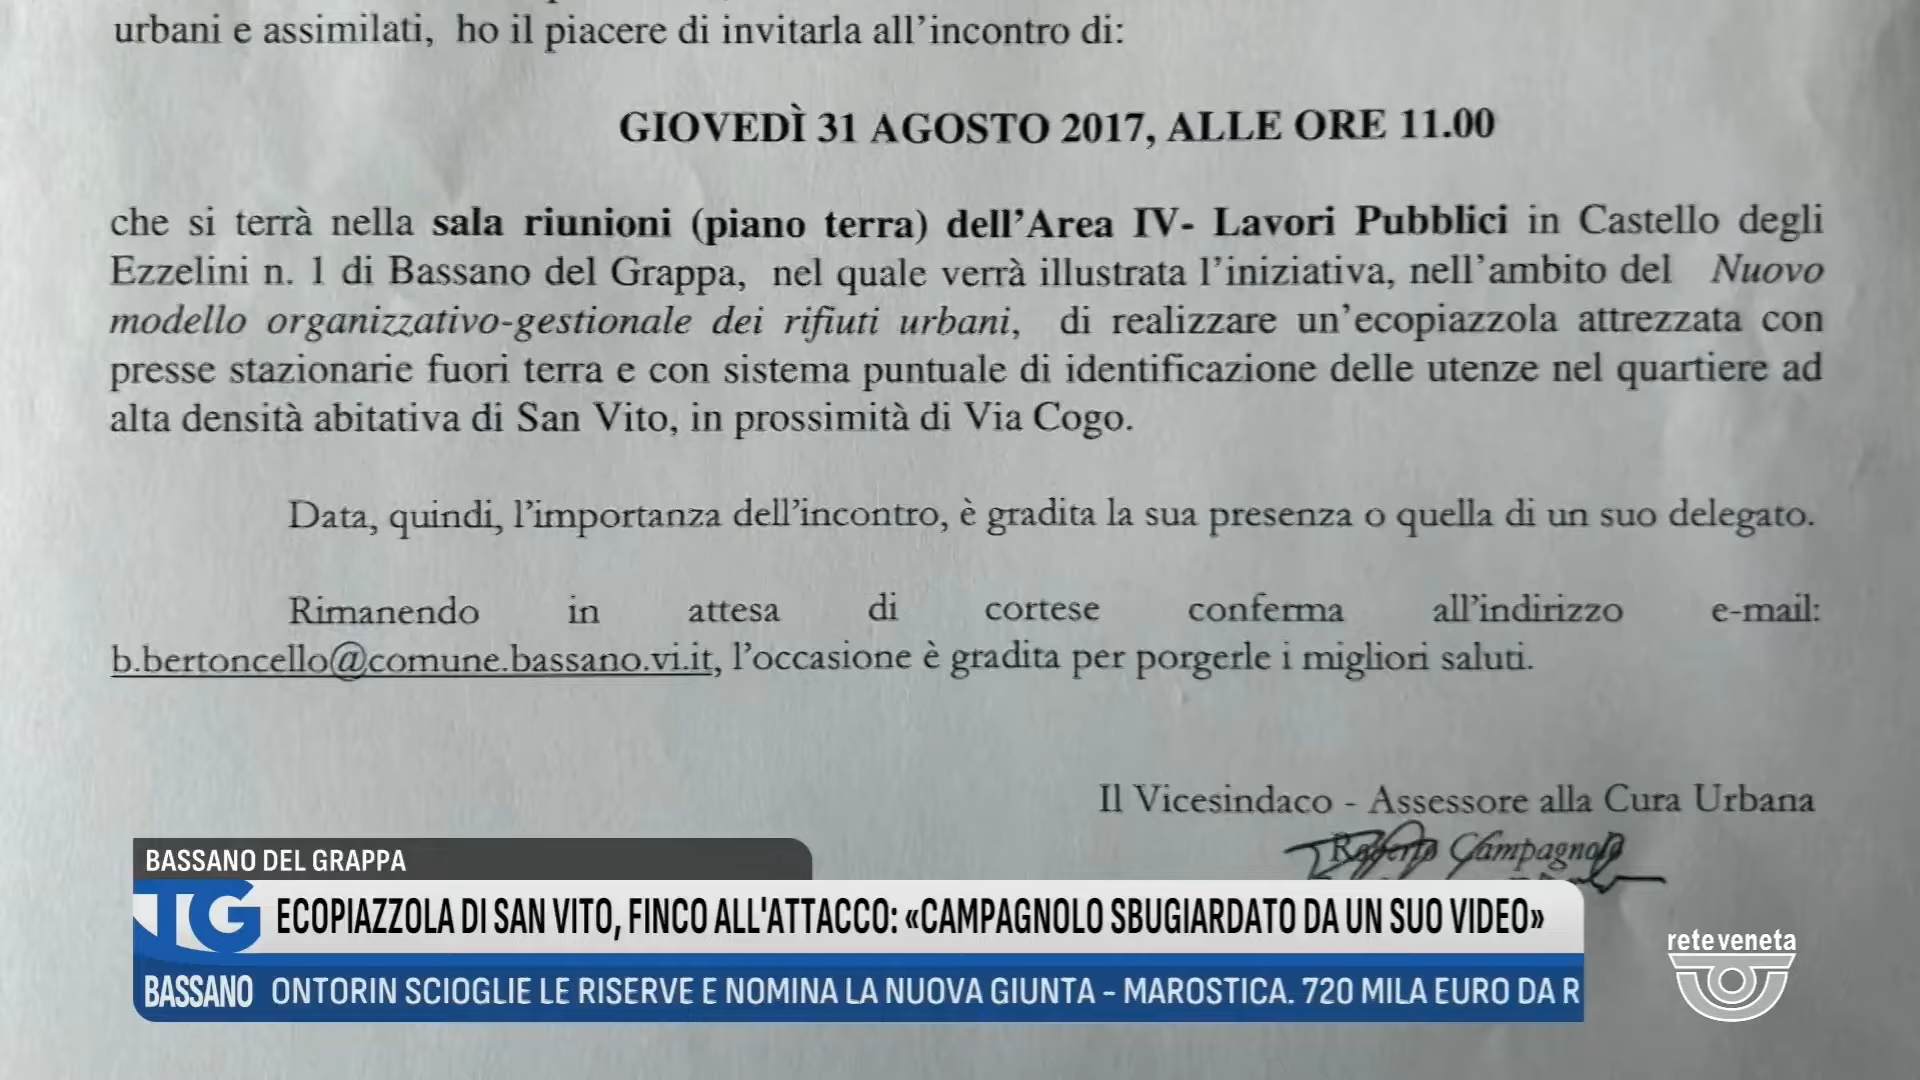 urbani e assimilati, ho il piacere di invitarla all'incontro di:
GIOVEDÌ 31 AGOSTO 2017, ALLE ORE 11.00
che si terrà nella sala riunioni (piano terra) dell'Area IV- Lavori Pubblici in Castello degli
Ezzelini n. 1 di Bassano del Grappa, nel quale verrà illustrata l'iniziativa, nell'ambito del Nuovo
modello organizzativo-gestionale dei rifiuti urbani, di realizzare un'ecopiazzola attrezzata con
presse stazionarie fuori terra e con sistema puntuale di identificazione delle utenze nel quartiere ad
alta densità abitativa di San Vito, in prossimità di Via Cogo.
Data, quindi, l'importanza dell'incontro, è gradita la sua presenza o quella di un suo delegato.
Rimanendo in attesa di cortese conferma all'indirizzo e-mail:
b.bertoncello@comune.bassano.vi.it, l'occasione è gradita per porgerle i migliori saluti.
Il Vicesindaco - Assessore alla Cura Urbana
Roberto Campagnolo
BASSANO DEL GRAPPA
TG ECOPIAZZOLA DI SAN VITO, FINCO ALL'ATTACCO: «CAMPAGNOLO SBUGIARDATO DA UN SUO VIDEO»
BASSANO ONTORIN SCIOGLIE LE RISERVE E NOMINA LA NUOVA GIUNTA - MAROSTICA. 720 MILA EURO DA R
reteveneta